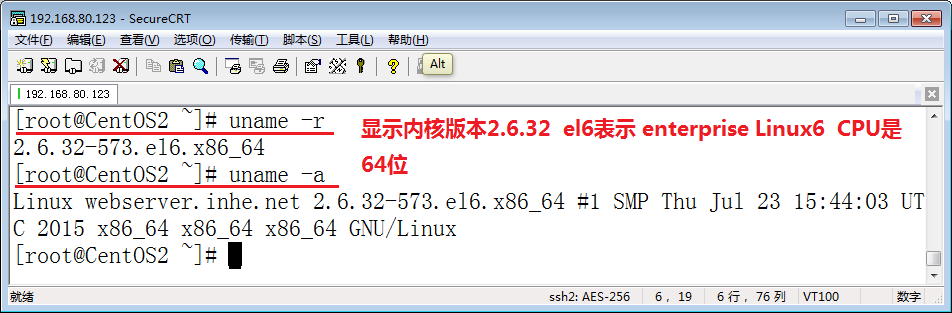 192.168.80.123 - SecureCRT
文件(F) 编辑(E) 查看(V) 选项(O) 传输(T) 脚本(S) 工具(L) 帮助(H)
Alt
192.168.80.123
[root@CentOS2 ~]# uname -r
显示内核版本2.6.32 el6表示 enterprise Linux6 CPU是
64位
2.6.32-573.el6.x86_64
[root@CentOS2 ~]# uname -a
Linux webserver.inhe.net 2.6.32-573.el6.x86_64 #1 SMP Thu Jul 23 15:44:03 UT
C 2015 x86_64 x86_64 x86_64 GNU/Linux
[root@CentOS2 ~]#
就绪 ssh2: AES-256 6, 19 6 行, 76 列 VT100 数字